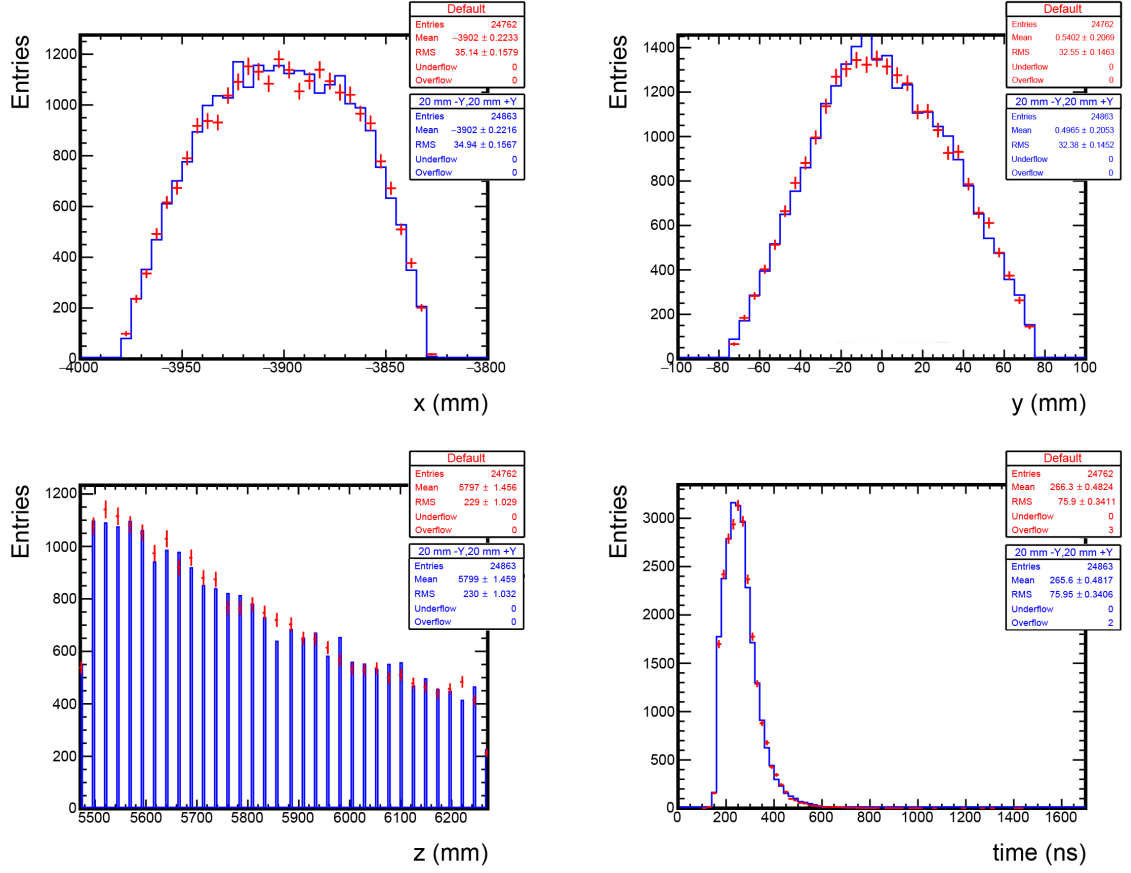 Default
Entries 24762
Mean −3902 ± 0.2233
RMS 35.14 ± 0.1579
Underflow 0
Overflow 0
20 mm -Y,20 mm +Y
Entries 24863
Mean −3902 ± 0.2216
RMS 34.94 ± 0.1567
Underflow 0
Overflow 0
Entries
1200
1000
800
600
400
200
0
−4000 −3950 −3900 −3850 −3800
x (mm)
Default
Entries 24762
Mean 0.5402 ± 0.2069
RMS 32.55 ± 0.1463
Underflow 0
Overflow 0
20 mm -Y,20 mm +Y
Entries 24863
Mean 0.4965 ± 0.2053
RMS 32.38 ± 0.1452
Underflow 0
Overflow 0
Entries
1400
1200
1400
600
400
1400
1200
1400
−100 −80 −60 −40 −20 0 20 40 60 80 100
y (mm)
Default
Entries 24762
Mean 5797 ± 1.456
RMS 229 ± 1.029
Underflow 0
Overflow 0
20 mm -Y,20 mm +Y
Entries 24863
Mean 5799 ± 1.459
RMS 230 ± 1.032
Underflow 0
Overflow 0
Entries
1200
1000
800
600
400
200
0
5500 5600 5700 5800 5900 6000 6100 6200
z (mm)
Default
Entries 24762
Mean 266.3 ± 0.4824
RMS 75.9 ± 0.3411
Underflow 0
Overflow 3
20 mm -Y,20 mm +Y
Entries 24863
Mean 265.6 ± 0.4817
RMS 75.95 ± 0.3406
Underflow 0
Overflow 2
Entries
3000
2500
3000
1500
1000
500
0
0 200 400 600 800 1000 1200 1400 1600
time (ns)